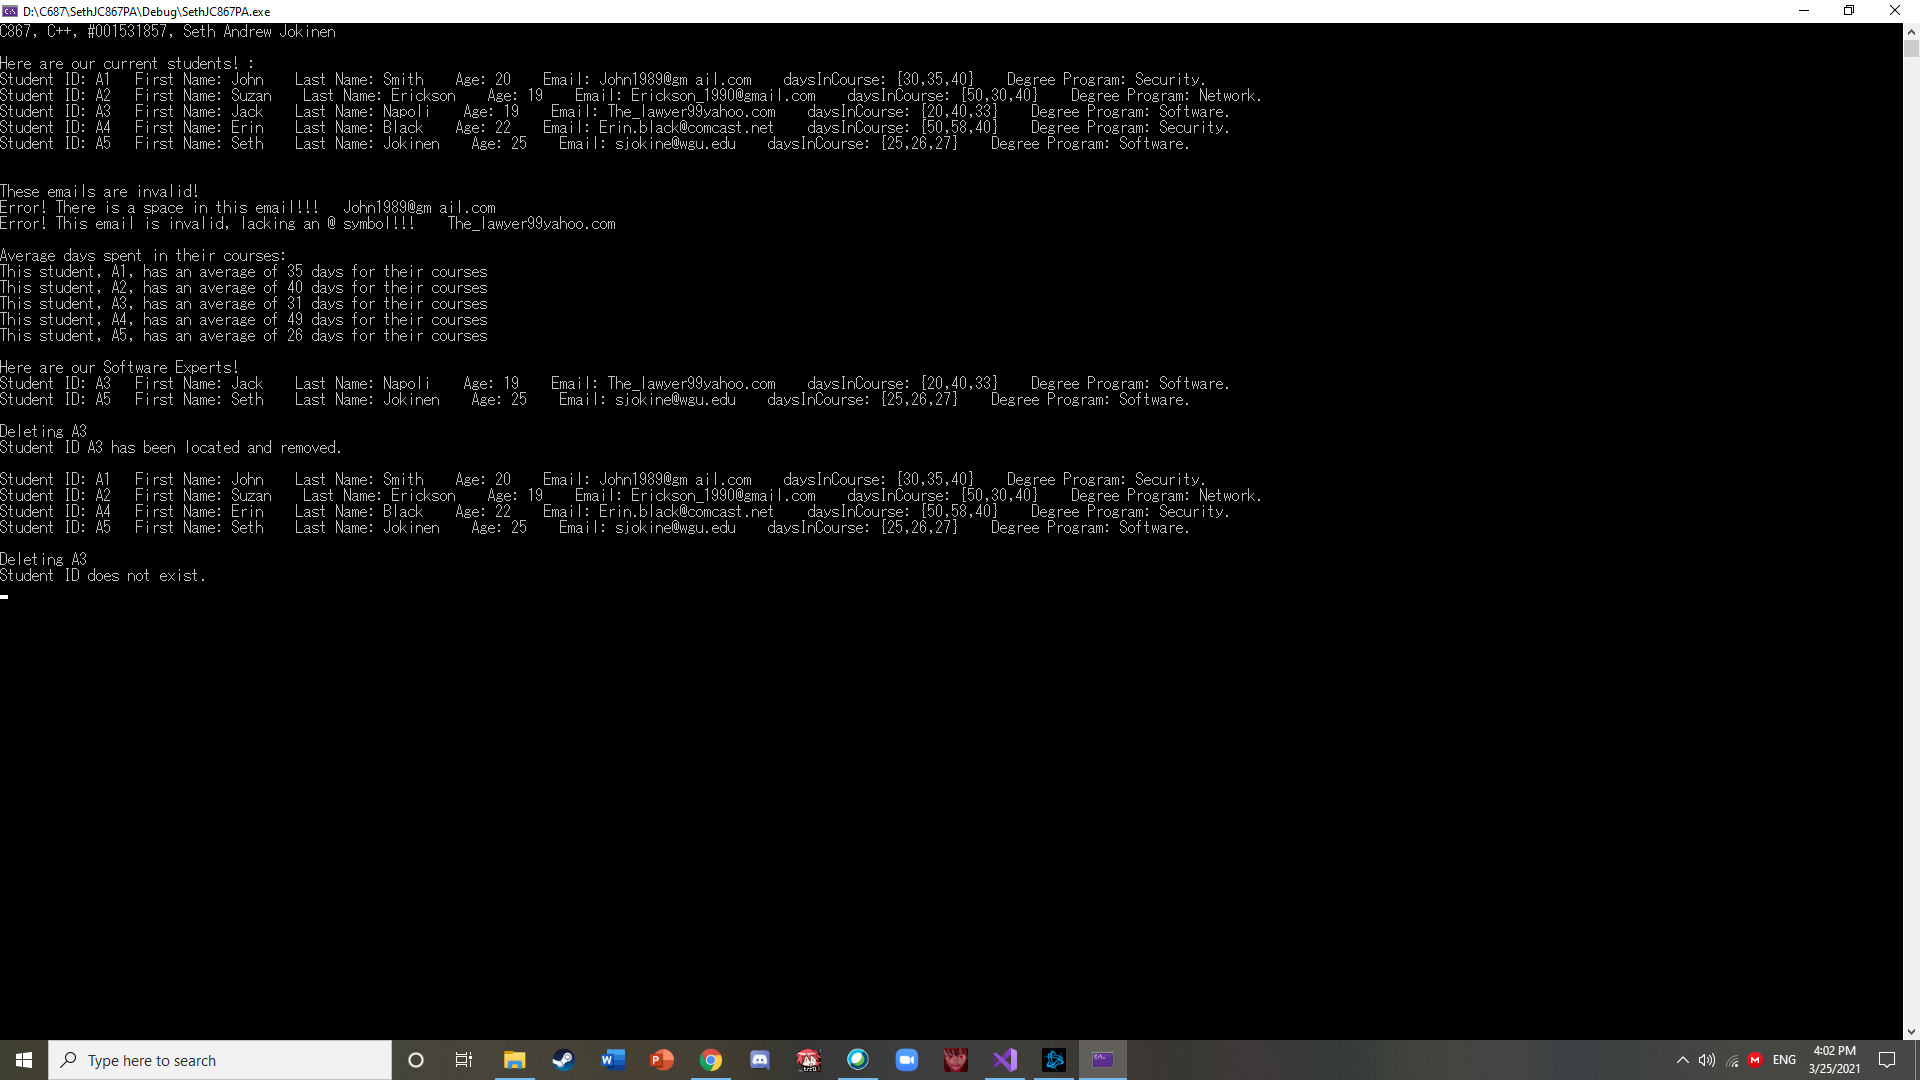 D:\C687\SethJC867PA\Debug\SethJC867PA.exe
C867, C++, #001531857, Seth Andrew Jokinen
Here are our current students! :
Student ID: A1 First Name: John Last Name: Smith Age: 20 Email: John1989@gm ail.com daysInCourse: {30,35,40} Degree Program: Security.
Student ID: A2 First Name: Suzan Last Name: Erickson Age: 19 Email: Erickson_1990@gmail.com daysInCourse: {50,30,40} Degree Program: Network.
Student ID: A3 First Name: Jack Last Name: Napoli Age: 19 Email: The_lawyer99yahoo.com daysInCourse: {20,40,33} Degree Program: Software.
Student ID: A4 First Name: Erin Last Name: Black Age: 22 Email: Erin.black@comcast.net daysInCourse: {50,58,40} Degree Program: Security.
Student ID: A5 First Name: Seth Last Name: Jokinen Age: 25 Email: sjokine@wgu.edu daysInCourse: {25,26,27} Degree Program: Software.
These emails are invalid!
Error! There is a space in this email!!! John1989@gm ail.com
Error! This email is invalid, lacking an @ symbol!!! The_lawyer99yahoo.com
Average days spent in their courses:
This student, A1, has an average of 35 days for their courses
This student, A2, has an average of 40 days for their courses
This student, A3, has an average of 31 days for their courses
This student, A4, has an average of 49 days for their courses
This student, A5, has an average of 26 days for their courses
Here are our Software Experts!
Student ID: A3 First Name: Jack Last Name: Napoli Age: 19 Email: The_lawyer99yahoo.com daysInCourse: {20,40,33} Degree Program: Software.
Student ID: A5 First Name: Seth Last Name: Jokinen Age: 25 Email: sjokine@wgu.edu daysInCourse: {25,26,27} Degree Program: Software.
Deleting A3
Student ID A3 has been located and removed.
Student ID: A1 First Name: John Last Name: Smith Age: 20 Email: John1989@gm ail.com daysInCourse: {30,35,40} Degree Program: Security.
Student ID: A2 First Name: Suzan Last Name: Erickson Age: 19 Email: Erickson_1990@gmail.com daysInCourse: {50,30,40} Degree Program: Network.
Student ID: A4 First Name: Erin Last Name: Black Age: 22 Email: Erin.black@comcast.net daysInCourse: {50,58,40} Degree Program: Security.
Student ID: A5 First Name: Seth Last Name: Jokinen Age: 25 Email: sjokine@wgu.edu daysInCourse: {25,26,27} Degree Program: Software.
Deleting A3
Student ID does not exist.
Type here to search
ENG
4:02 PM
3/25/2021